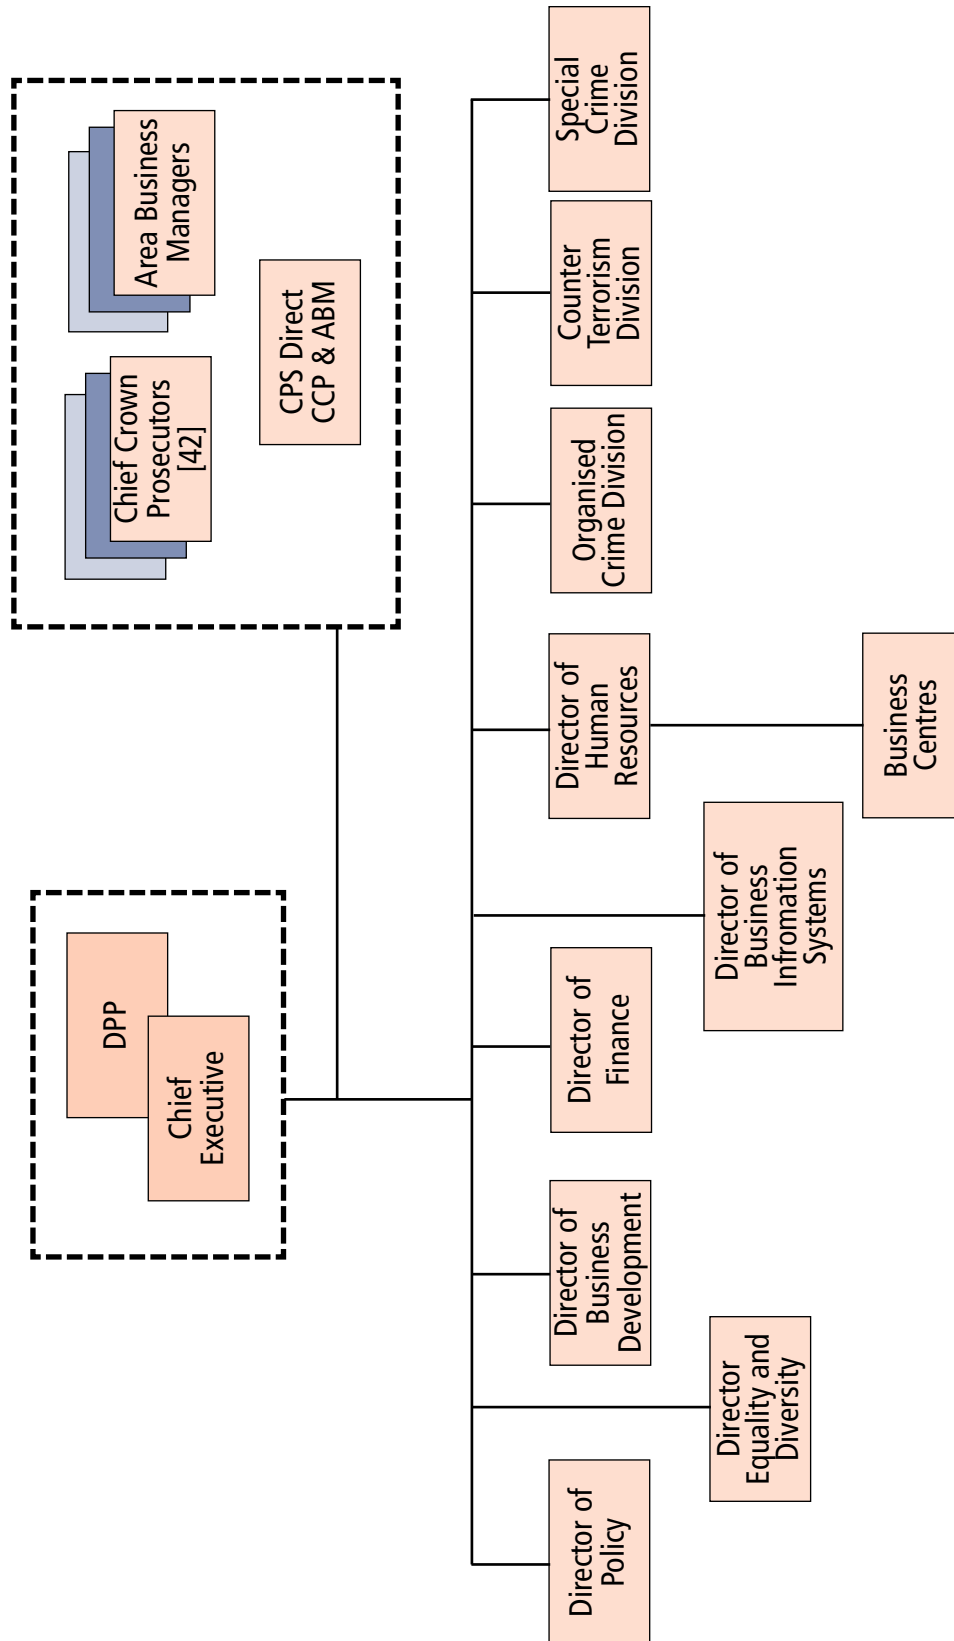 DPP
Chief
Executive
Chief Crown
Prosecutors
[42]
Area Business
Managers
CPS Direct
CCP & ABM
Director of
Policy
Director
Equality and
Diversity
Director of
Business
Development
Director of
Finance
Director of
Business
Infromation
Systems
Director of
Human
Resources
Business
Centres
Organised
Crime Division
Counter
Terrorism
Division
Special
Crime
Division